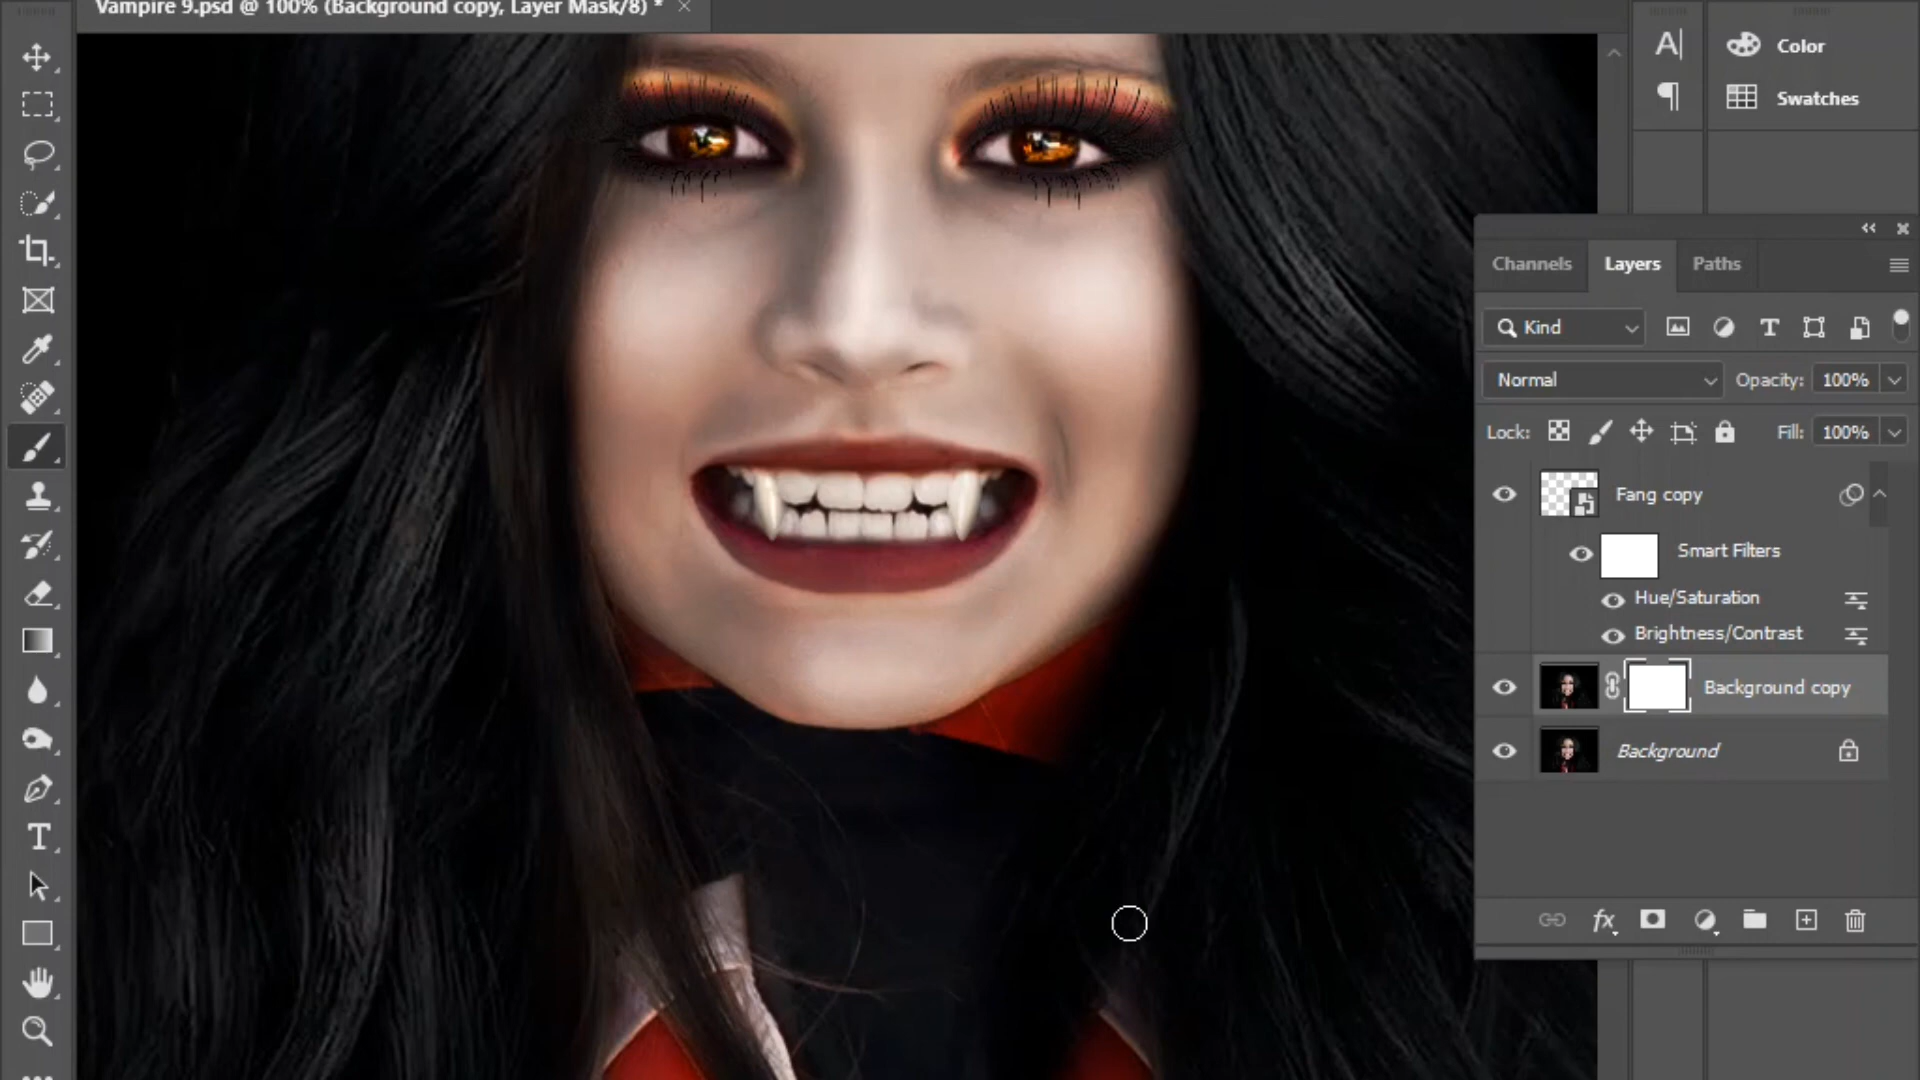 Vampire 9.psd @ 100% (Background copy, Layer Mask/8) *
A
Color
Swatches
Channels
Layers
Paths
Kind
T
Normal
Opacity:
100%
Lock:
Fill:
100%
Fang copy
Smart Filters
Hue/Saturation
Brightness/Contrast
Background copy
Background
fx
T